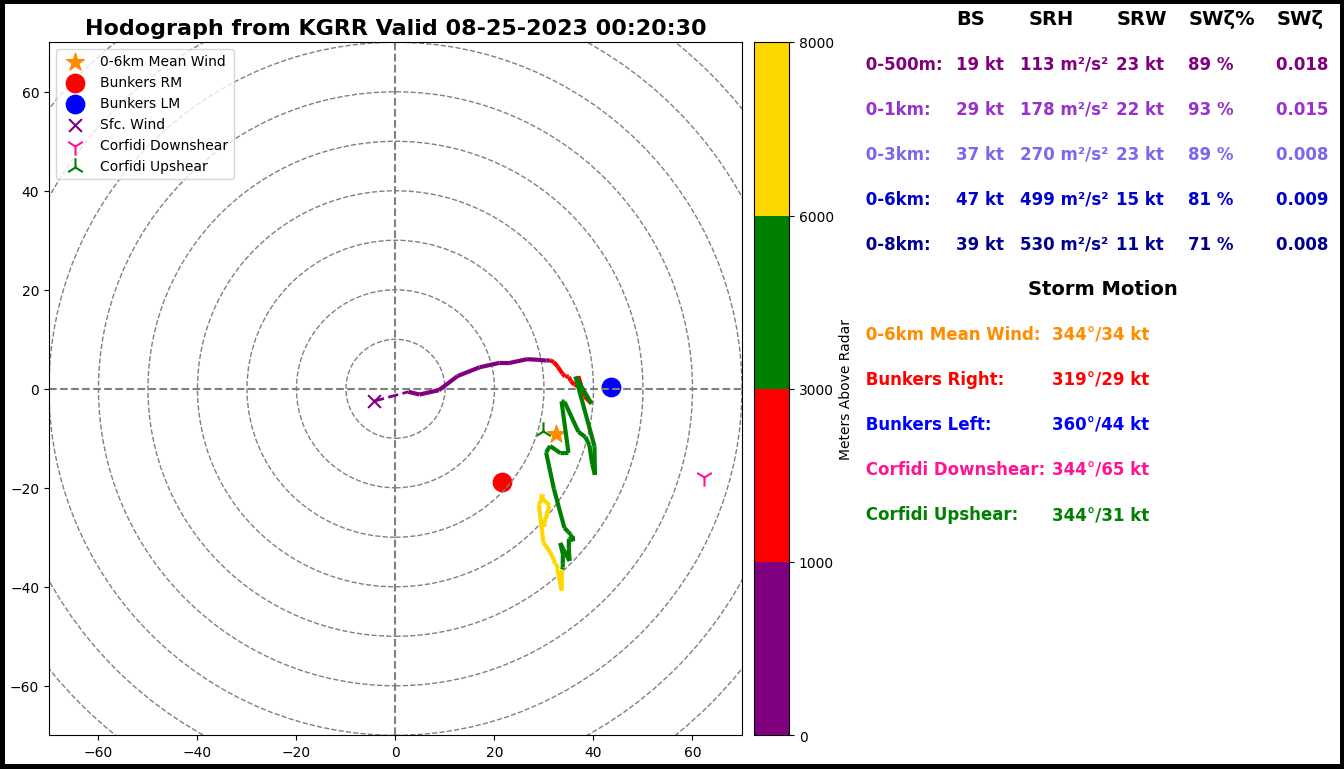 Hodograph from KGRR Valid 08-25-2023 00:20:30
0-6km Mean Wind
Bunkers RM
Bunkers LM
Sfc. Wind
Corfidi Downshear
Corfidi Upshear
60
40
20
0
−20
−40
−60
−60 −40 −20 0 20 40 60
8000
6000
3000
1000
0
Meters Above Radar
BS SRH SRW SWζ% SWζ
0-500m: 19 kt 113 m²/s² 23 kt 89 % 0.018
0-1km: 29 kt 178 m²/s² 22 kt 93 % 0.015
0-3km: 37 kt 270 m²/s² 23 kt 89 % 0.008
0-6km: 47 kt 499 m²/s² 15 kt 81 % 0.009
0-8km: 39 kt 530 m²/s² 11 kt 71 % 0.008
Storm Motion
0-6km Mean Wind: 344°/34 kt
Bunkers Right: 319°/29 kt
Bunkers Left: 360°/44 kt
Corfidi Downshear: 344°/65 kt
Corfidi Upshear: 344°/31 kt